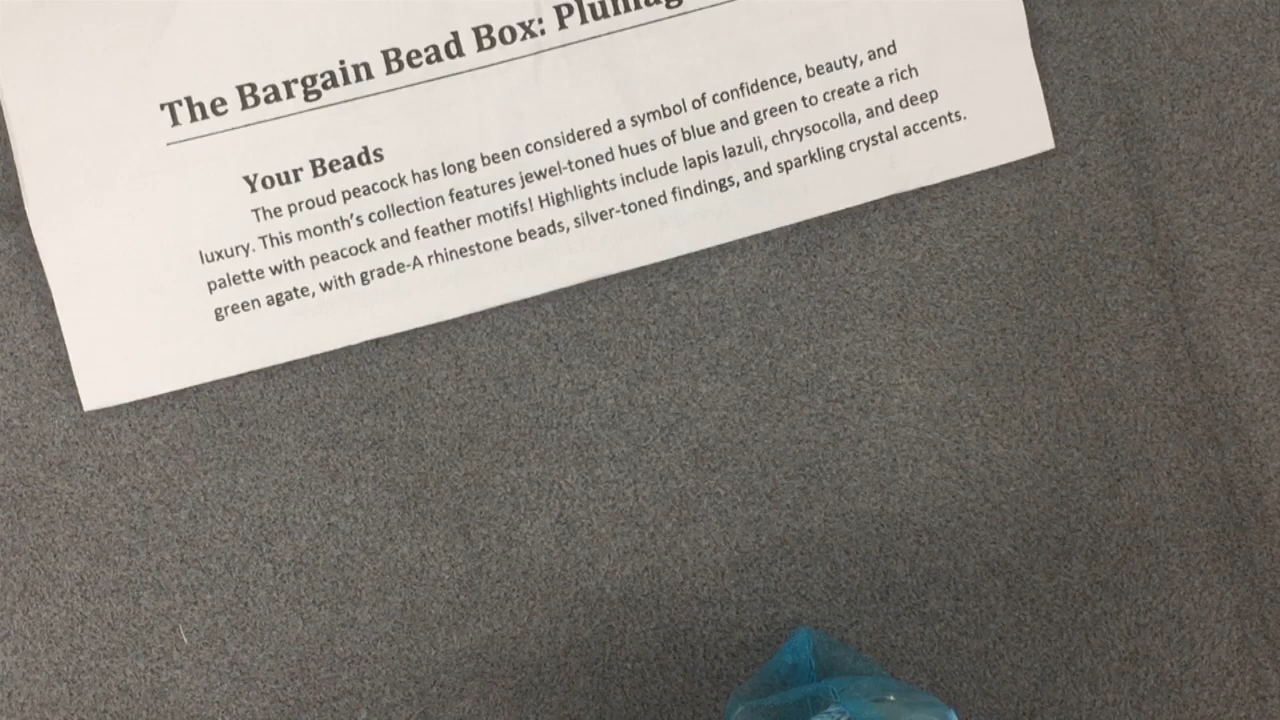 The Bargain Bead Box:
Your Beads
The proud peacock has long been considered a symbol of confidence, beauty, and
luxury. This month's collection features jewel-toned hues of blue and green to create a rich
palette with peacock and feather motifs! Highlights include lapis lazuli, chrysocolla, and deep
green agate, with grade-A rhinestone beads, silver-toned findings, and sparkling crystal accents.